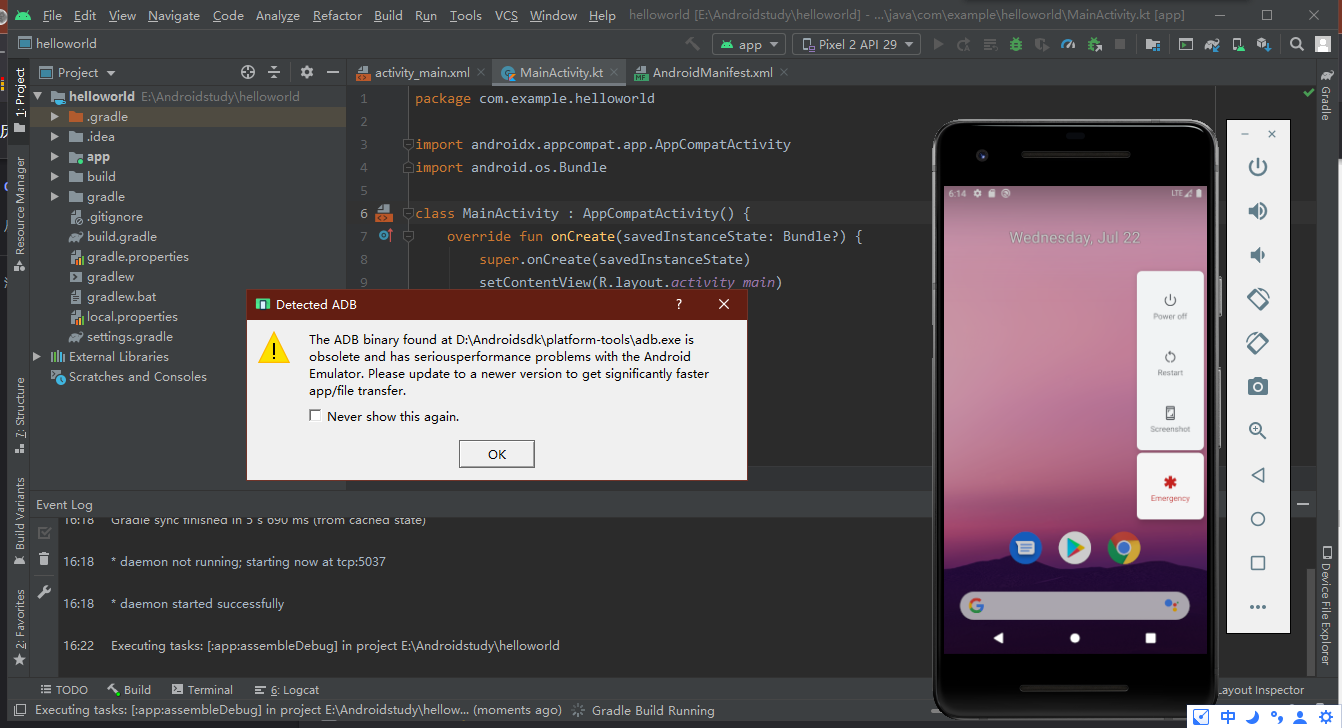 File Edit View Navigate Code Analyze Refactor Build Run Tools VCS Window Help helloworld [E:\Androidstudy\helloworld] - ...\java\com\example\helloworld\MainActivity.kt [app]
helloworld
app
Pixel 2 API 29
1: Project
Resource Manager
7: Structure
Build Variants
2: Favorites
Project
helloworld E:\Androidstudy\helloworld
.gradle
.idea
app
build
gradle
.gitignore
build.gradle
gradle.properties
gradlew
gradlew.bat
local.properties
settings.gradle
External Libraries
Scratches and Consoles
activity_main.xml
MainActivity.kt
AndroidManifest.xml
1 package com.example.helloworld
2
3 import androidx.appcompat.app.AppCompatActivity
4 import android.os.Bundle
5
6 class MainActivity : AppCompatActivity() {
7 override fun onCreate(savedInstanceState: Bundle?) {
8 super.onCreate(savedInstanceState)
9 setContentView(R.layout.activity_main)
Detected ADB
?
The ADB binary found at D:\Androidsdk\platform-tools\adb.exe is
obsolete and has seriousperformance problems with the Android
Emulator. Please update to a newer version to get significantly faster
app/file transfer.
Never show this again.
OK
6:14
LTE
Wednesday, Jul 22
Power off
Restart
Screenshot
Emergency
Gradle
Device File Explorer
Event Log
16:18 Gradle sync finished in 5 s 690 ms (from cached state)
16:18 * daemon not running; starting now at tcp:5037
16:18 * daemon started successfully
16:22 Executing tasks: [:app:assembleDebug] in project E:\Androidstudy\helloworld
TODO
Build
Terminal
6: Logcat
Layout Inspector
Executing tasks: [:app:assembleDebug] in project E:\Androidstudy\hellow... (moments ago)
Gradle Build Running
中